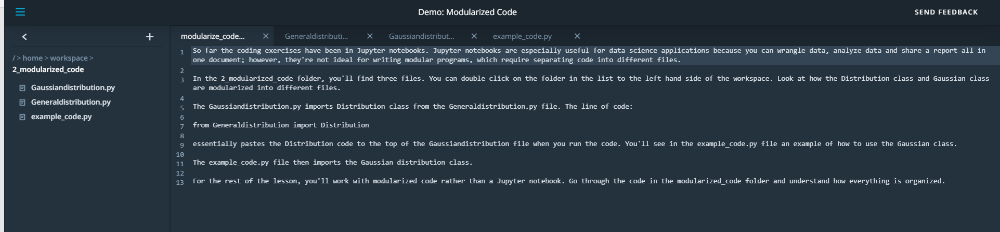 Demo: Modularized Code
SEND FEEDBACK
/ > home > workspace >
2_modularized_code
Gaussiandistribution.py
Generaldistribution.py
example_code.py
modularize_code...
Generaldistributi...
Gaussiandistribut...
example_code.py
1 So far the coding exercises have been in Jupyter notebooks. Jupyter notebooks are especially useful for data science applications because you can wrangle data, analyze data and share a report all in
one document; however, they're not ideal for writing modular programs, which require separating code into different files.
2
3 In the 2_modularized_code folder, you'll find three files. You can double click on the folder in the list to the left hand side of the workspace. Look at how the Distribution class and Gaussian class
are modularized into different files.
4
5 The Gaussiandistribution.py imports Distribution class from the Generaldistribution.py file. The line of code:
6
7 from Generaldistribution import Distribution
8
9 essentially pastes the Distribution code to the top of the Gaussiandistribution file when you run the code. You'll see in the example_code.py file an example of how to use the Gaussian class.
10
11 The example_code.py file then imports the Gaussian distribution class.
12
13 For the rest of the lesson, you'll work with modularized code rather than a Jupyter notebook. Go through the code in the modularized_code folder and understand how everything is organized.